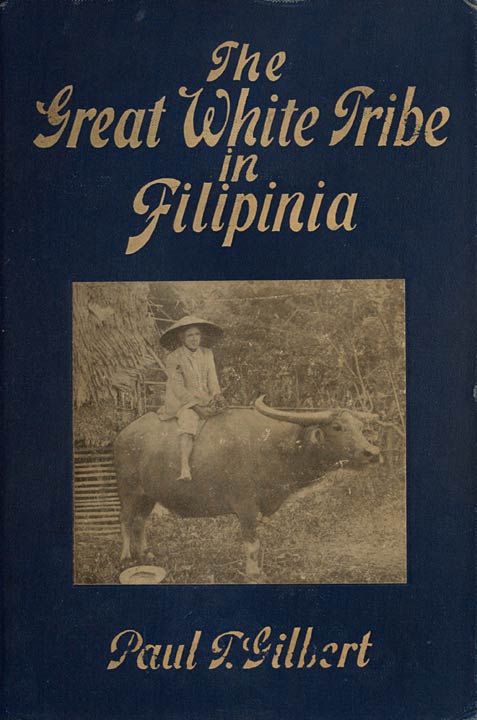 The
Great White Tribe
in
Filipinia
Paul T. Gilbert